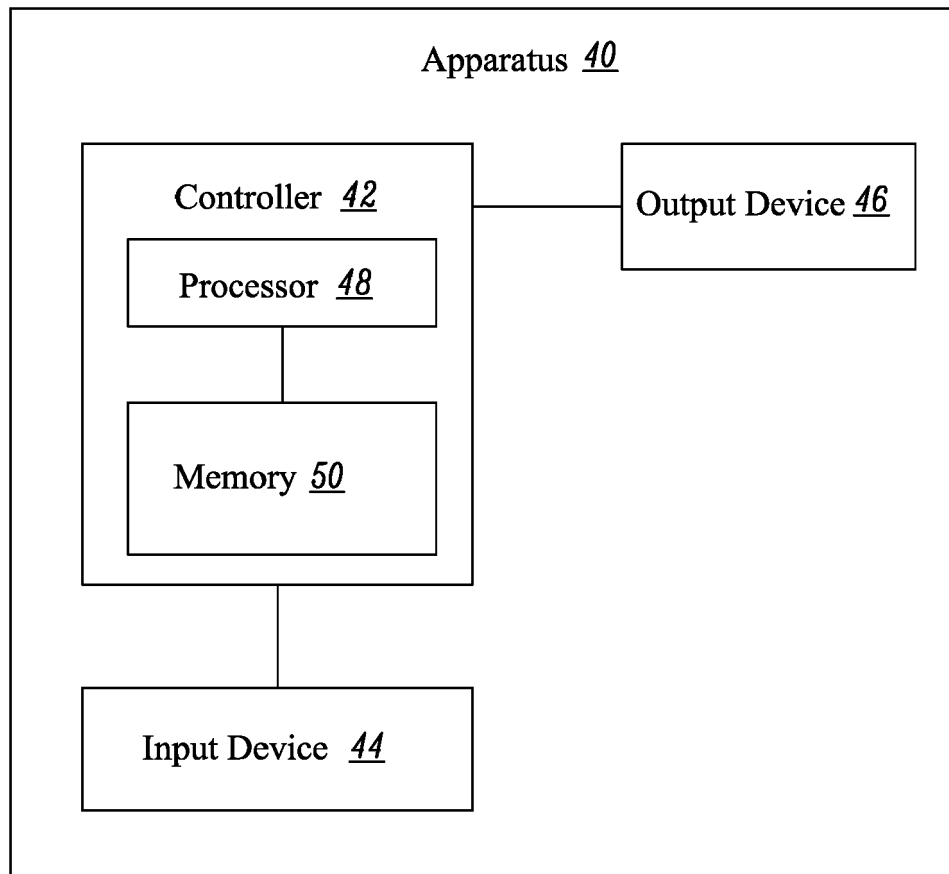 Apparatus 40
Controller 42
Output Device 46
Processor 48
Memory 50
Input Device 44